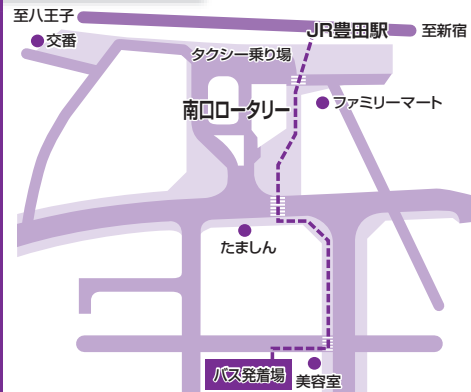 至八王子
JR豊田駅
至新宿
交番
タクシー乗り場
南口ロータリー
ファミリーマート
たましん
バス発着場
美容室